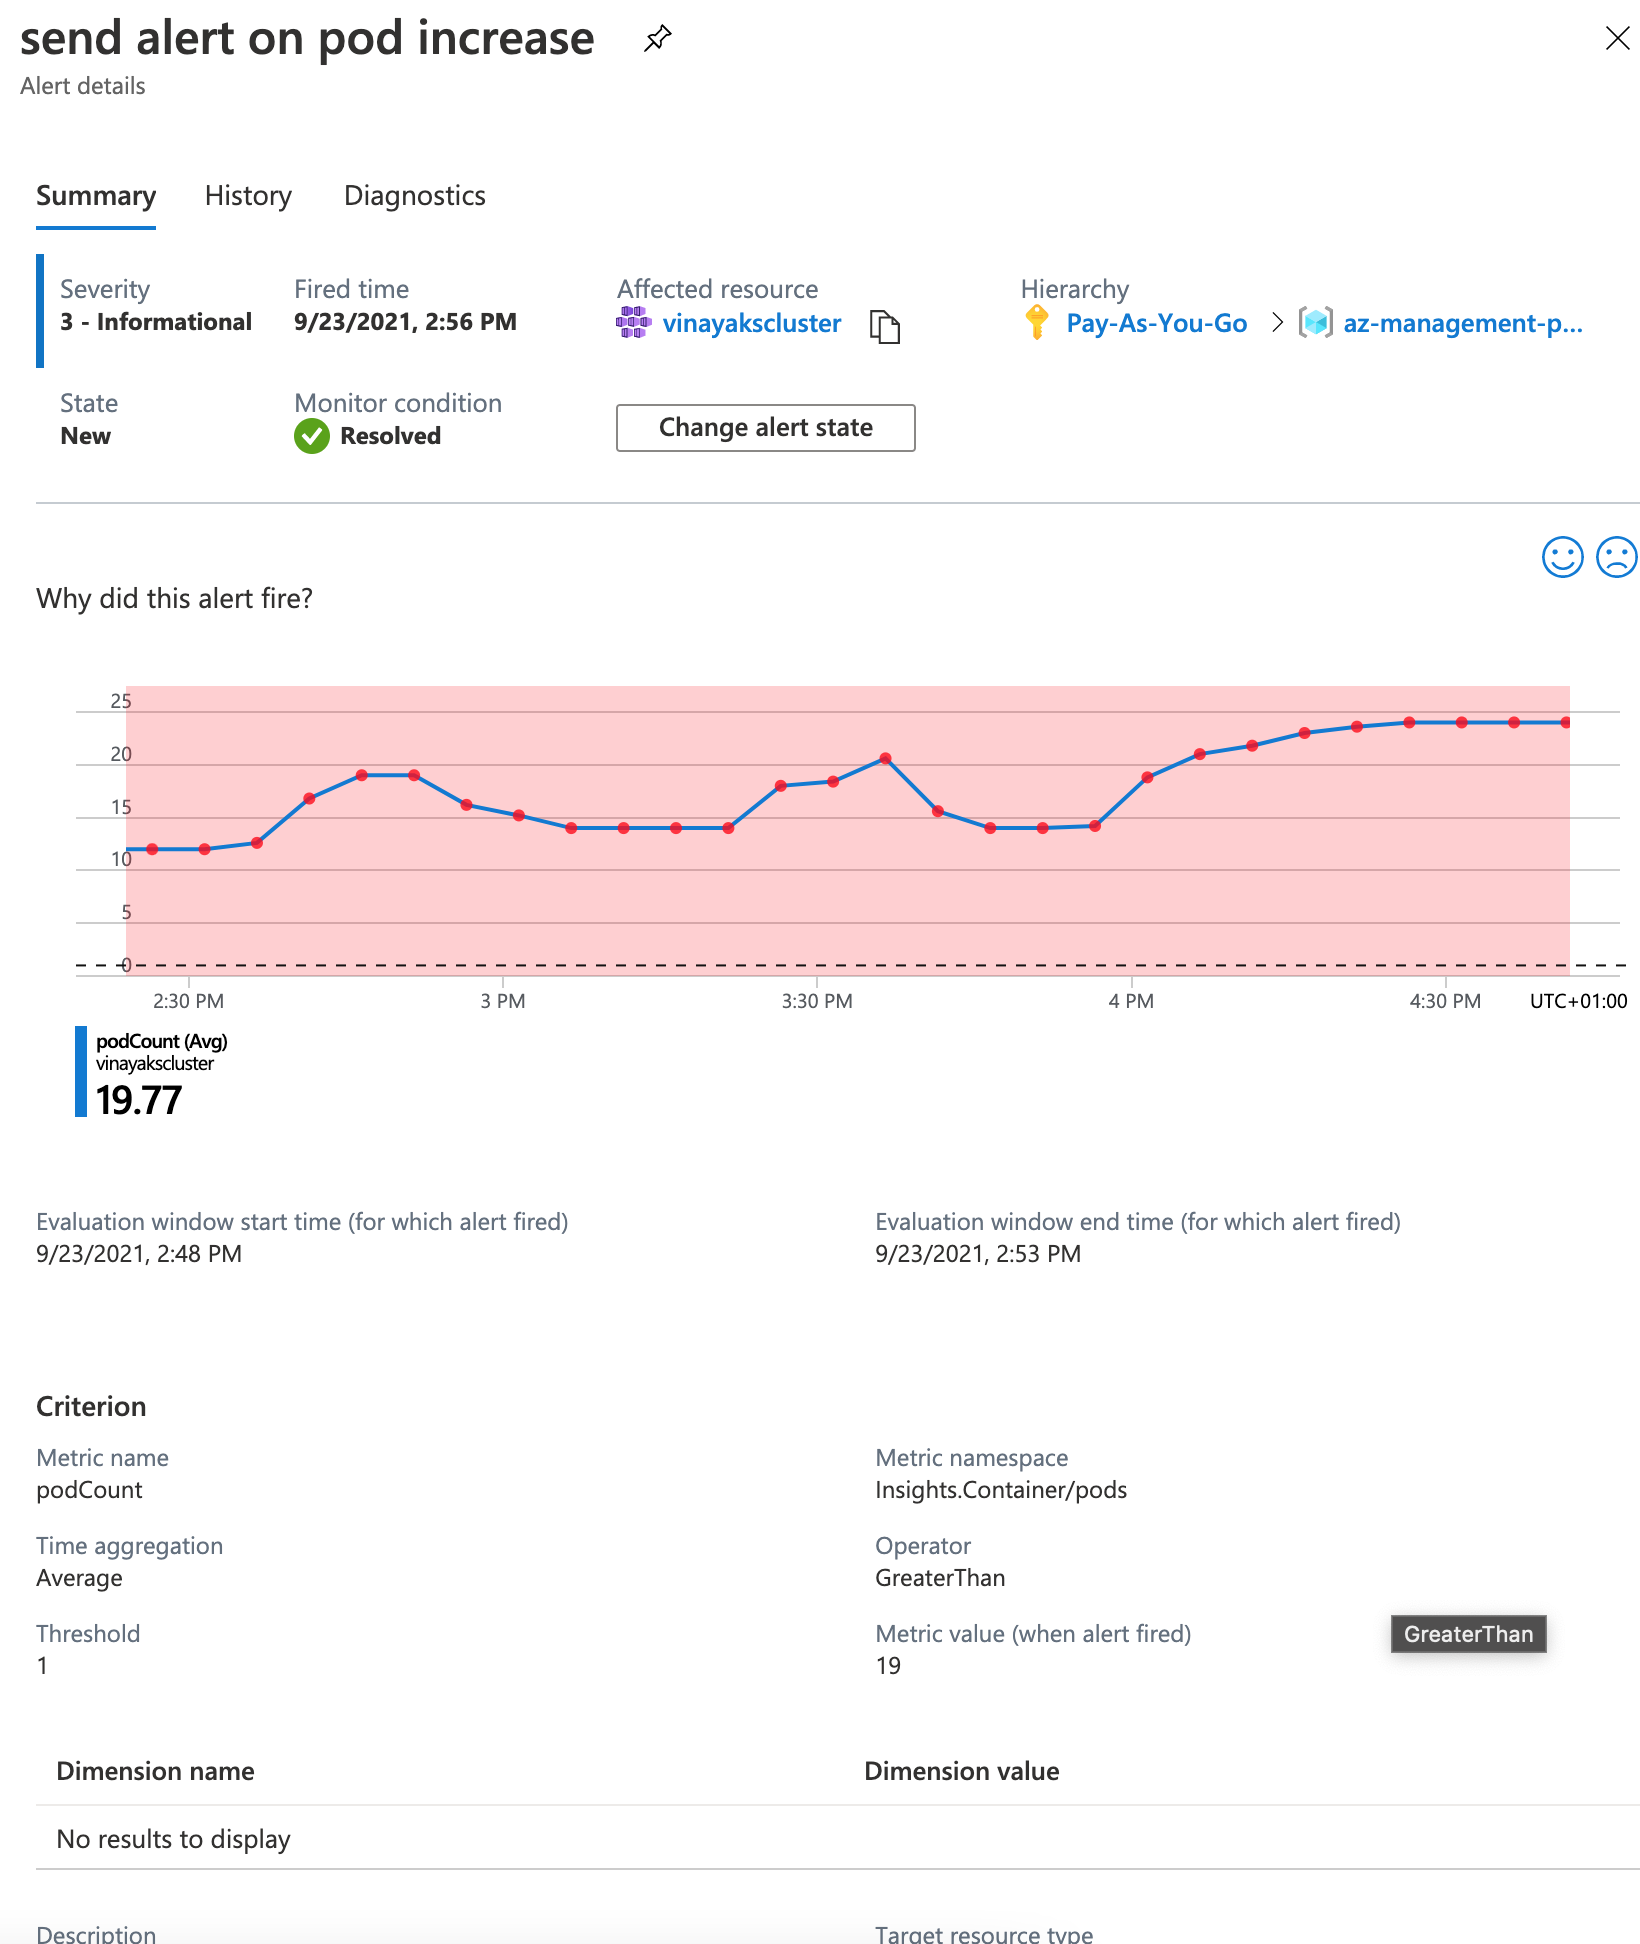 send alert on pod increase
Alert details
Summary History Diagnostics
Severity Fired time Affected resource Hierarchy
3 - Informational 9/23/2021, 2:56 PM vinayakscluster Pay-As-You-Go az-management-p...
State Monitor condition
New Resolved Change alert state
Why did this alert fire?
25
20
15
10
5
0
2:30 PM 3 PM 3:30 PM 4 PM 4:30 PM UTC+01:00
podCount (Avg)
vinayakscluster
19.77
Evaluation window start time (for which alert fired) Evaluation window end time (for which alert fired)
9/23/2021, 2:48 PM 9/23/2021, 2:53 PM
Criterion
Metric name Metric namespace
podCount Insights.Container/pods
Time aggregation Operator
Average GreaterThan
Threshold Metric value (when alert fired) GreaterThan
1 19
Dimension name Dimension value
No results to display
Description Target resource type